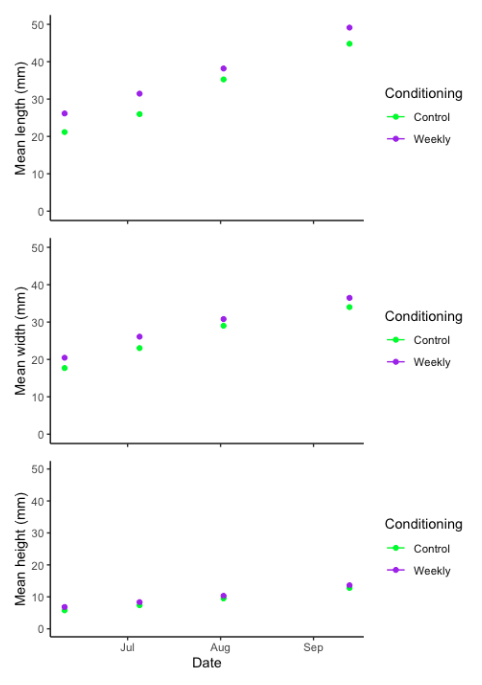 Mean length (mm)
50
40
30
20
10
0
Conditioning
Control
Weekly
Mean width (mm)
50
40
30
20
10
0
Conditioning
Control
Weekly
Mean height (mm)
50
40
30
20
10
0
Conditioning
Control
Weekly
Jul Aug Sep
Date